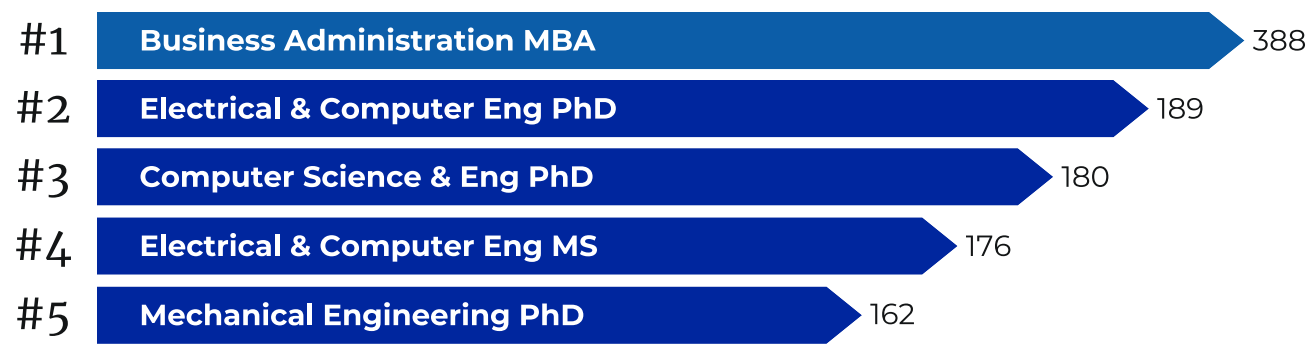 #1 Business Administration MBA 388
#2 Electrical & Computer Eng PhD 189
#3 Computer Science & Eng PhD 180
#4 Electrical & Computer Eng MS 176
#5 Mechanical Engineering PhD 162